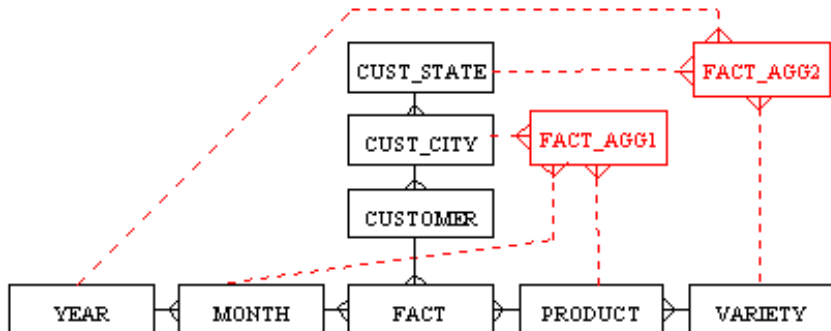 CUST_STATE
FACT_AGG2
CUST_CITY
FACT_AGG1
CUSTOMER
YEAR
MONTH
FACT
PRODUCT
VARIETY